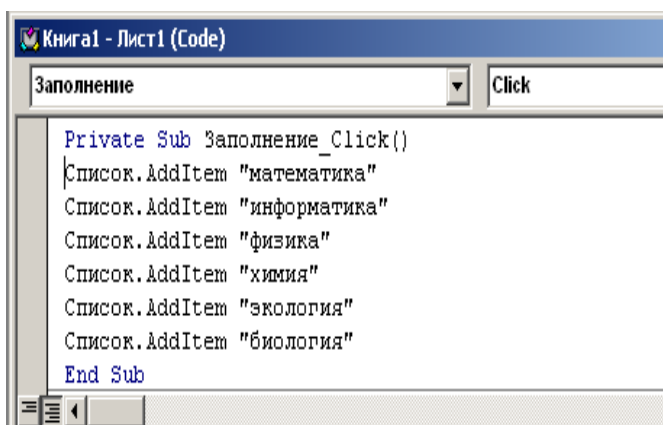 Книга1 - Лист1 (Code)
Заполнение Click
Private Sub Заполнение_Click()
Список.AddItem "математика"
Список.AddItem "информатика"
Список.AddItem "физика"
Список.AddItem "химия"
Список.AddItem "экология"
Список.AddItem "биология"
End Sub